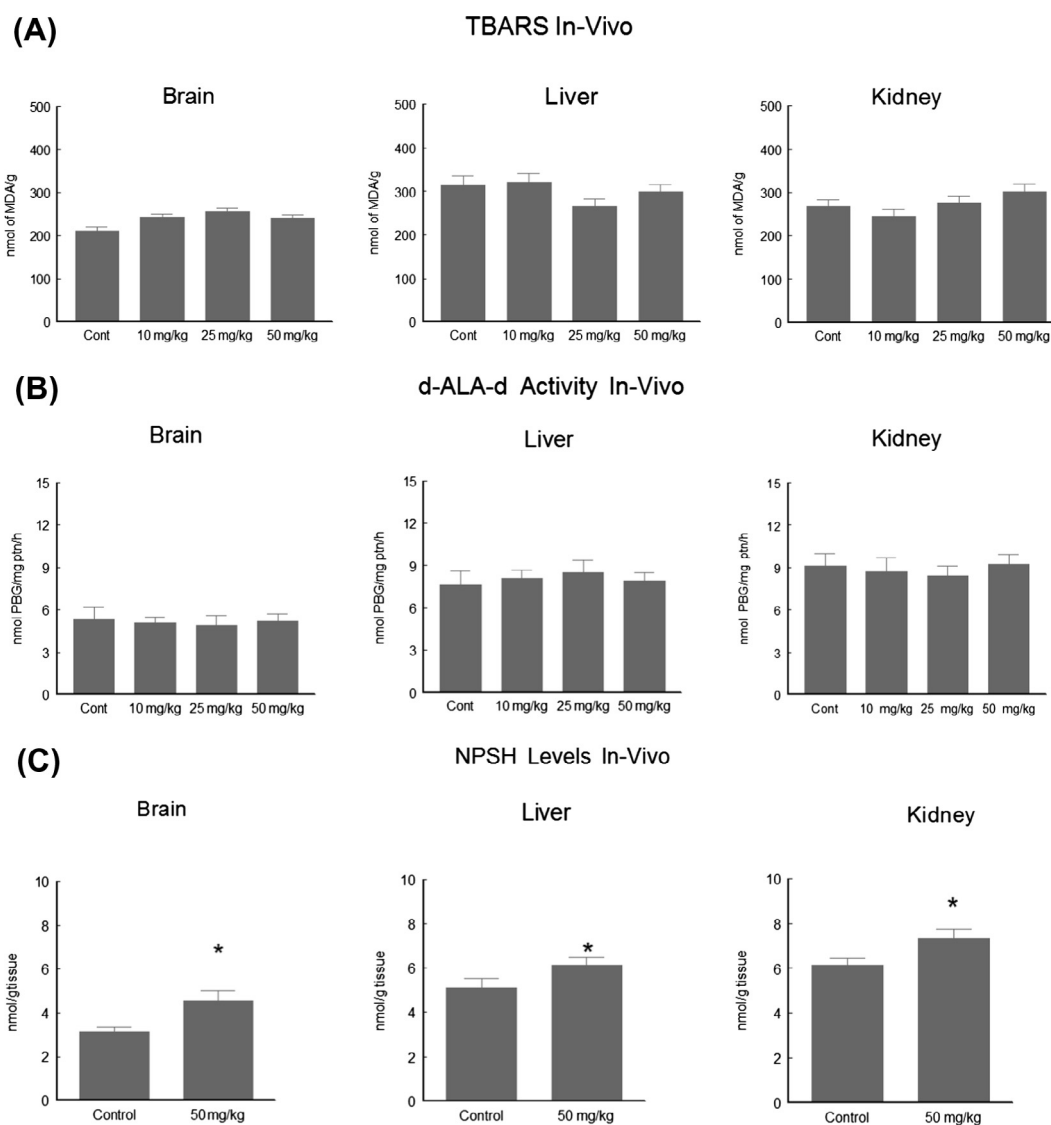 (A)
TBARS In-Vivo
Brain
Liver
Kidney
500
400
300
200
100
0
nmol of MDA/g
Cont 10 mg/kg 25 mg/kg 50 mg/kg
500
400
300
200
100
0
nmol of MDA/g
Cont 10 mg/kg 25 mg/kg 50 mg/kg
500
400
300
200
100
0
nmol of MDA/g
Cont 10 mg/kg 25 mg/kg 50 mg/kg
(B)
d-ALA-d Activity In-Vivo
Brain
Liver
Kidney
15
12
9
6
3
0
nmol PBG/mg ptn/h
Cont 10 mg/kg 25 mg/kg 50 mg/kg
15
12
9
6
3
0
nmol PBG/mg ptn/h
Cont 10 mg/kg 25 mg/kg 50 mg/kg
15
12
9
6
3
0
nmol PBG/mg ptn/h
Cont 10 mg/kg 25 mg/kg 50 mg/kg
(C)
NPSH Levels In-Vivo
Brain
Liver
Kidney
10
8
6
4
2
0
nmol/gtissue
*
Control 50mg/kg
10
8
6
4
2
0
nmol/g tissue
*
Control 50 mg/kg
10
8
6
4
2
0
nmol/g tissue
*
Control 50 mg/kg